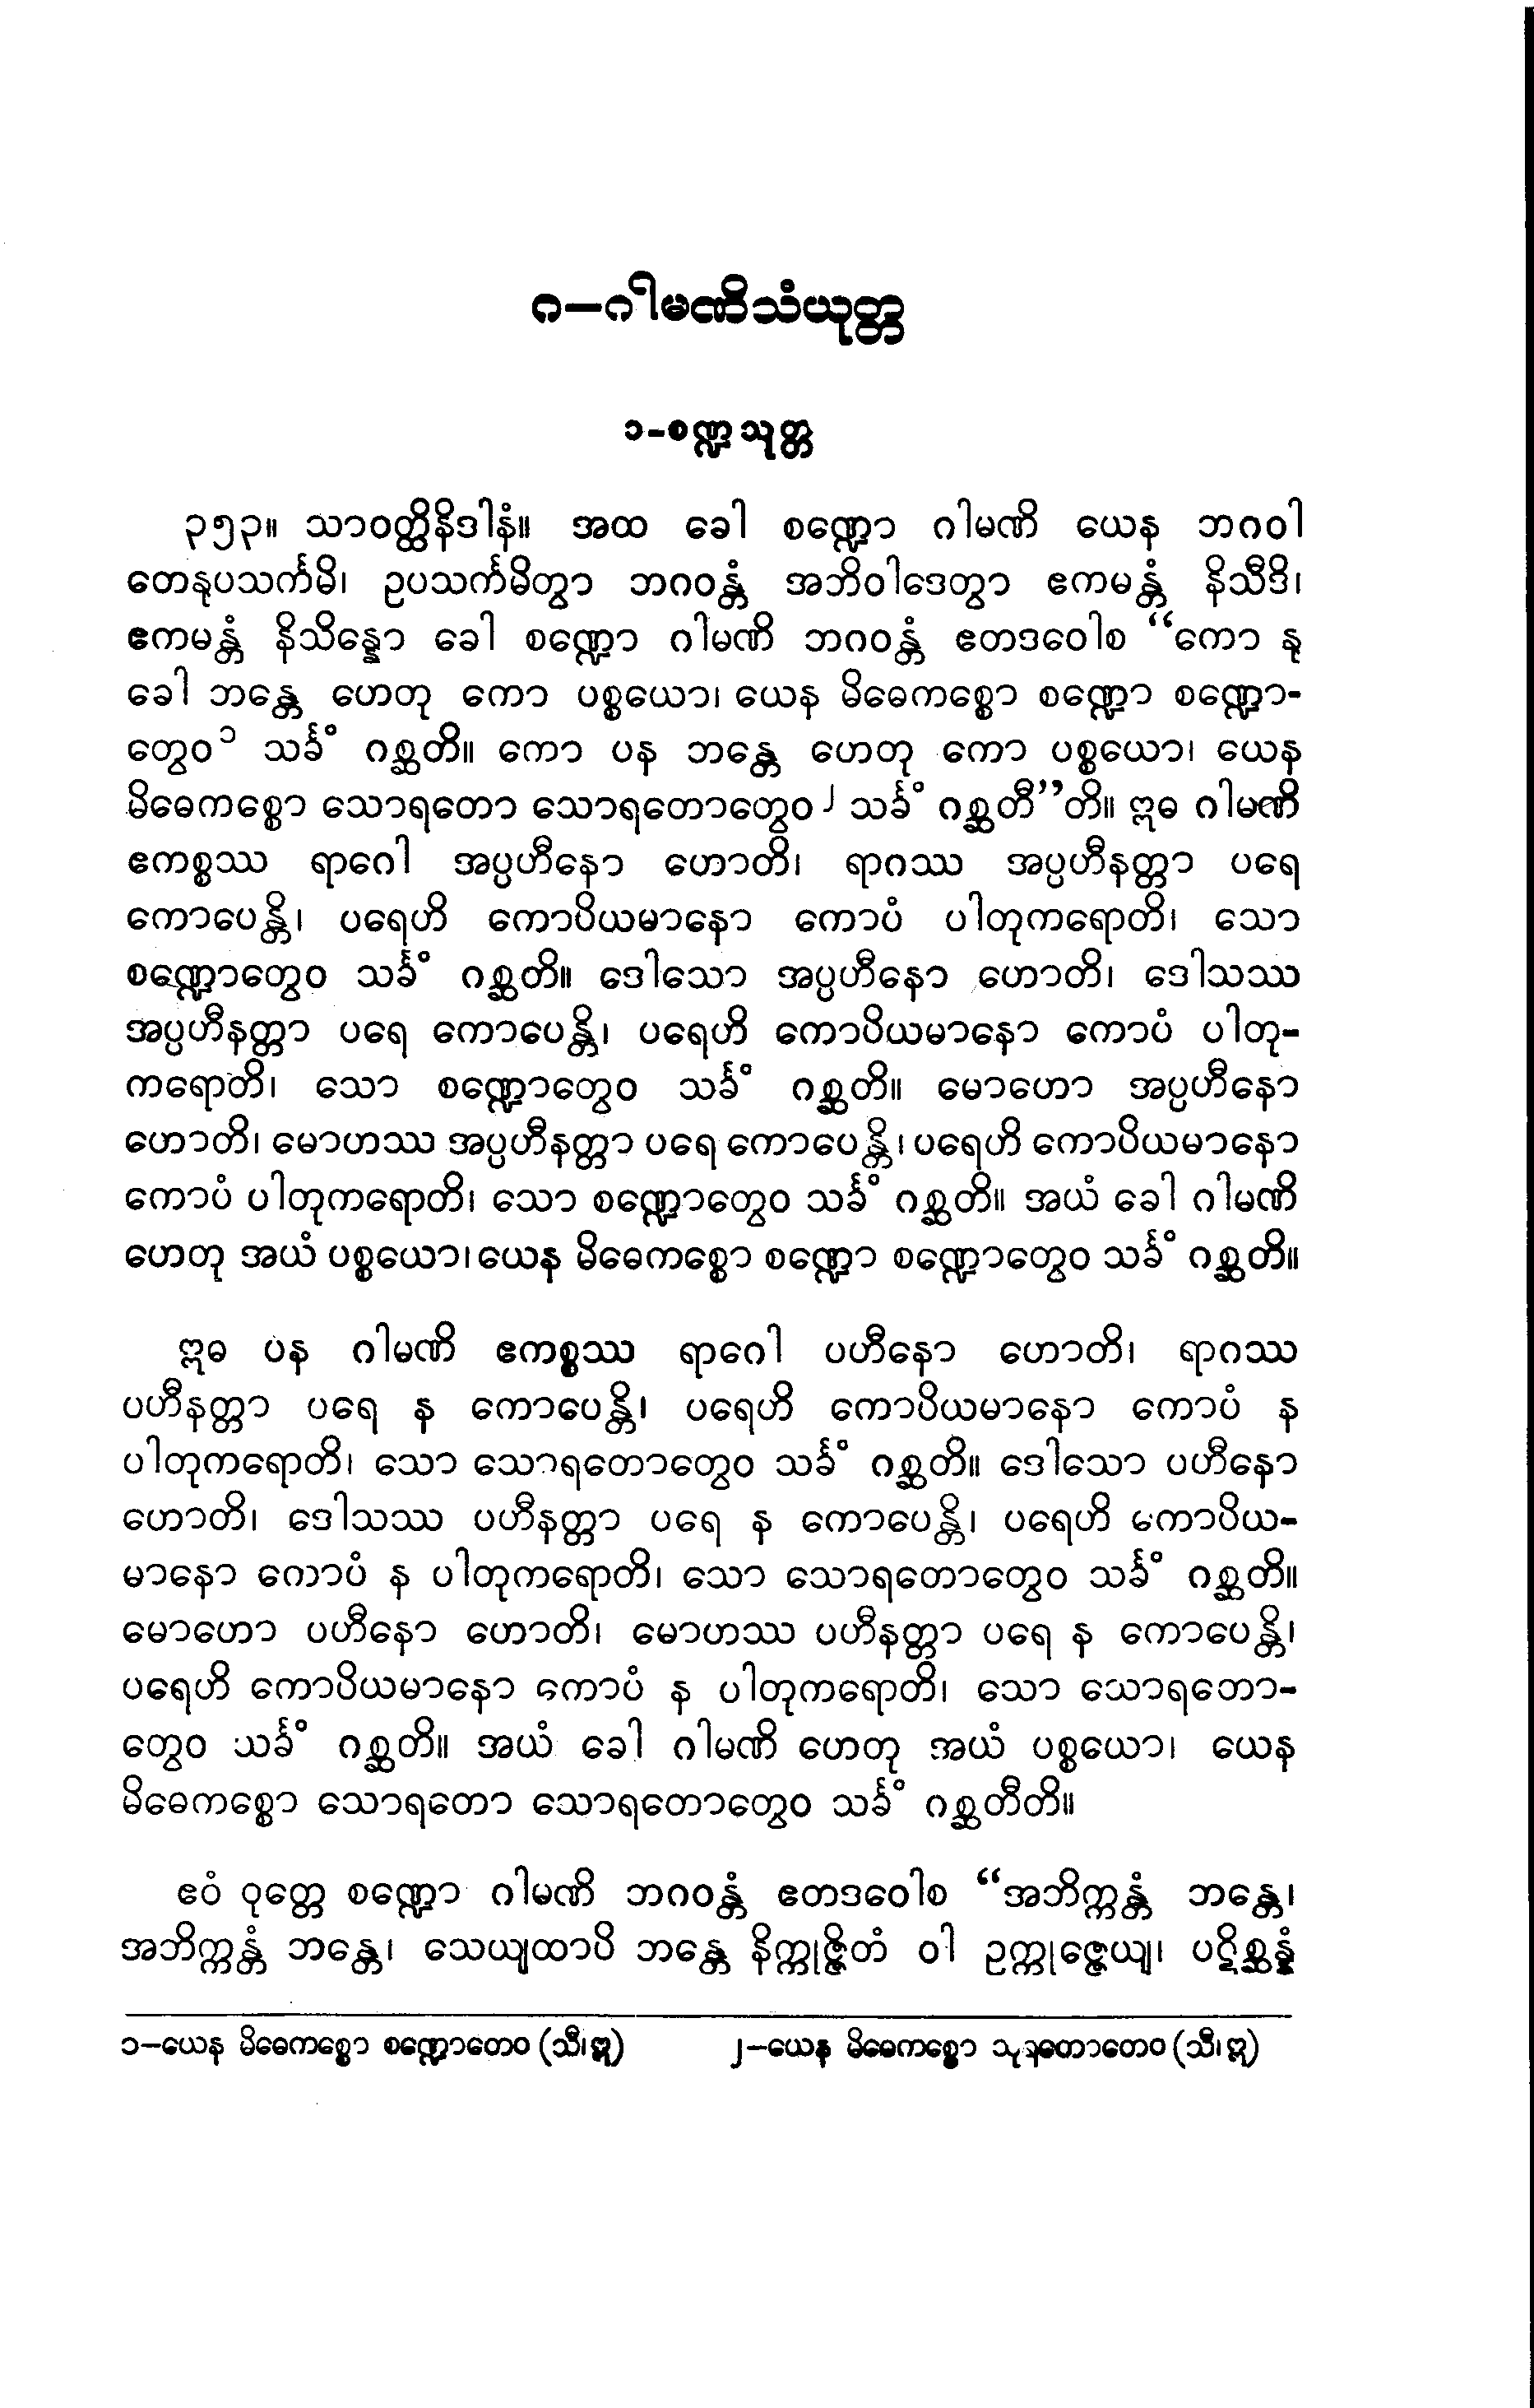 ဂ—ဂါမဏိသံယုတ္တ
၁-စဏ္ဍသုတ္တ
၃၅၃။ သာဝတ္ထိနိဒါနံ။ အထ ခေါ စဏ္ဍော ဂါမဏိ ယေန ဘဂဝါ
တေနုပသင်္ကမိ၊ ဥပသင်္ကမိတွာ ဘဂဝန္တံ အဘိဝါဒေတွာ ဧကမန္တံ နိသီဒိ၊
ဧကမန္တံ နိသိန္နော ခေါ စဏ္ဍော ဂါမဏိ ဘဂဝန္တံ ဧတဒဝေါစ “ကော နု
ခေါ ဘန္တေ ဟေတု ကော ပစ္စယော၊ ယေန မိဓေကစ္စော စဏ္ဍော စဏ္ဍော-
တွေဝ ၁ သင်္ခံ ဂစ္ဆတိ။ ကော ပန ဘန္တေ ဟေတု ကော ပစ္စယော၊ ယေန
မိဓေကစ္စော သောရတော သောရတောတွေဝ ၂ သင်္ခံ ဂစ္ဆတီ”တိ။ ဣဓ ဂါမဏိ
ဧကစ္စဿ ရာဂေါ အပ္ပဟီနော ဟောတိ၊ ရာဂဿ အပ္ပဟီနတ္တာ ပရေ
ကောပေန္တိ၊ ပရေဟိ ကောပိယမာနော ကောပံ ပါတုကရောတိ၊ သော
စဏ္ဍောတွေဝ သင်္ခံ ဂစ္ဆတိ။ ဒေါသော အပ္ပဟီနော ဟောတိ၊ ဒေါသဿ
အပ္ပဟီနတ္တာ ပရေ ကောပေန္တိ၊ ပရေဟိ ကောပိယမာနော ကောပံ ပါတု-
ကရောတိ၊ သော စဏ္ဍောတွေဝ သင်္ခံ ဂစ္ဆတိ။ မောဟော အပ္ပဟီနော
ဟောတိ၊ မောဟဿ အပ္ပဟီနတ္တာ ပရေ ကောပေန္တိ၊ ပရေဟိ ကောပိယမာနော
ကောပံ ပါတုကရောတိ၊ သော စဏ္ဍောတွေဝ သင်္ခံ ဂစ္ဆတိ။ အယံ ခေါ ဂါမဏိ
ဟေတု အယံ ပစ္စယော၊ ယေန မိဓေကစ္စော စဏ္ဍော စဏ္ဍောတွေဝ သင်္ခံ ဂစ္ဆတိ။
ဣဓ ပန ဂါမဏိ ဧကစ္စဿ ရာဂေါ ပဟီနော ဟောတိ၊ ရာဂဿ
ပဟီနတ္တာ ပရေ န ကောပေန္တိ၊ ပရေဟိ ကောပိယမာနော ကောပံ န
ပါတုကရောတိ၊ သော သောရတောတွေဝ သင်္ခံ ဂစ္ဆတိ။ ဒေါသော ပဟီနော
ဟောတိ၊ ဒေါသဿ ပဟီနတ္တာ ပရေ န ကောပေန္တိ၊ ပရေဟိ ကောပိယ-
မာနော ကောပံ န ပါတုကရောတိ၊ သော သောရတောတွေဝ သင်္ခံ ဂစ္ဆတိ။
မောဟော ပဟီနော ဟောတိ၊ မောဟဿ ပဟီနတ္တာ ပရေ န ကောပေန္တိ၊
ပရေဟိ ကောပိယမာနော ကောပံ န ပါတုကရောတိ၊ သော သောရတော-
တွေဝ သင်္ခံ ဂစ္ဆတိ။ အယံ ခေါ ဂါမဏိ ဟေတု အယံ ပစ္စယော၊ ယေန
မိဓေကစ္စော သောရတော သောရတောတွေဝ သင်္ခံ ဂစ္ဆတီတိ။
ဧဝံ ဝုတ္တေ စဏ္ဍော ဂါမဏိ ဘဂဝန္တံ ဧတဒဝေါစ “အဘိက္ကန္တံ ဘန္တေ၊
အဘိက္ကန္တံ ဘန္တေ၊ သေယျထာပိ ဘန္တေ နိက္ကုဇ္ဇိတံ ဝါ ဥက္ကုဇ္ဇေယျ၊ ပဋိစ္ဆန္နံ
၁—ယေန မိဓေကစ္စော စဏ္ဍောတေဝ (သီ၊ ဣ) ၂—ယေန မိဓေကစ္စော သုရတောတေဝ (သီ၊ ဣ)